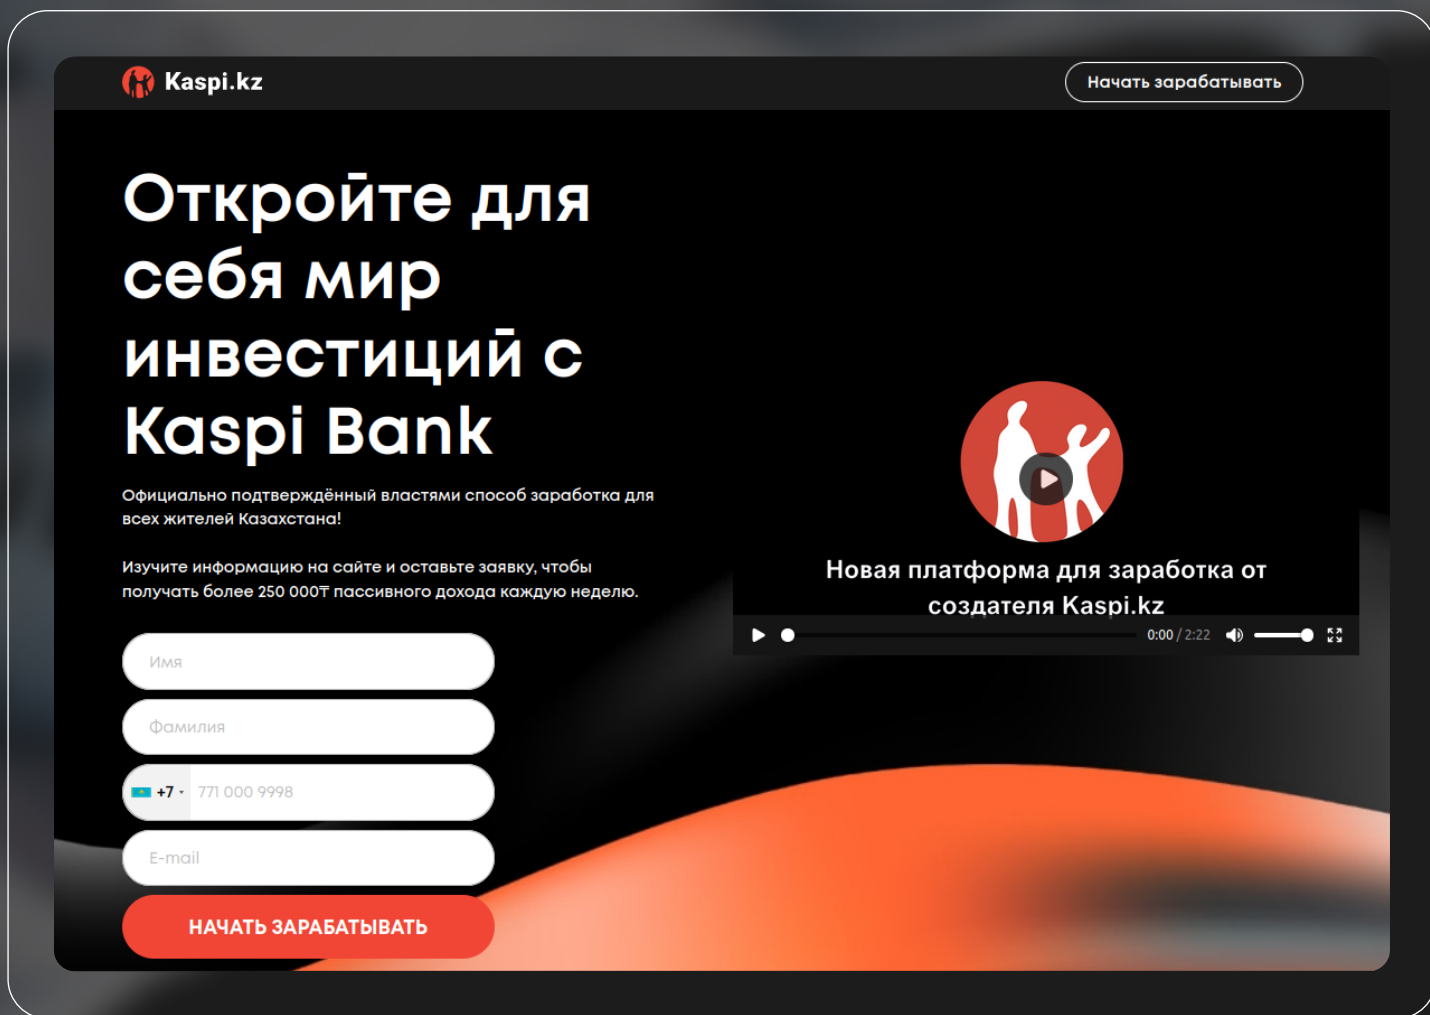 Kaspi.kz
Начать зарабатывать
Откройте для
себя мир
инвестиций с
Kaspi Bank
Официально подтверждённый властями способ заработка для
всех жителей Казахстана!
Изучите информацию на сайте и оставьте заявку, чтобы
получать более 250 000₸ пассивного дохода каждую неделю.
Имя
Фамилия
+7 771 000 9998
E-mail
НАЧАТЬ ЗАРАБАТЫВАТЬ
Новая платформа для заработка от
создателя Kaspi.kz
0:00 / 2:22